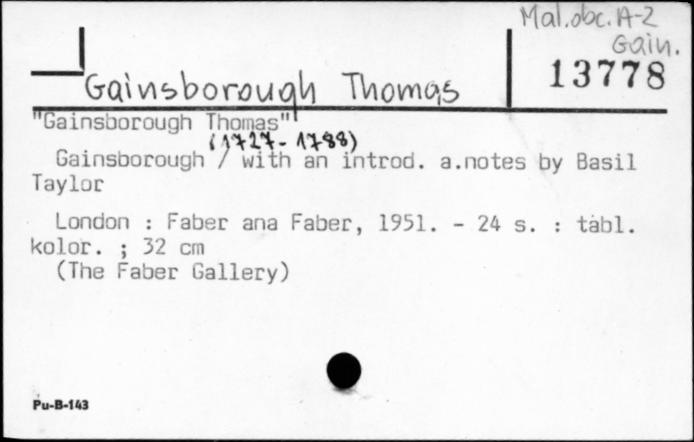 Mal.obc. A-Z
Gain.
13778
Gainsborough Thomas
"Gainsborough Thomas"
(1727-1788)
Gainsborough / with an introd. a.notes by Basil
Taylor
London : Faber ana Faber, 1951. - 24 s. : tabl.
kolor. ; 32 cm
(The Faber Gallery)
Pu-B-143